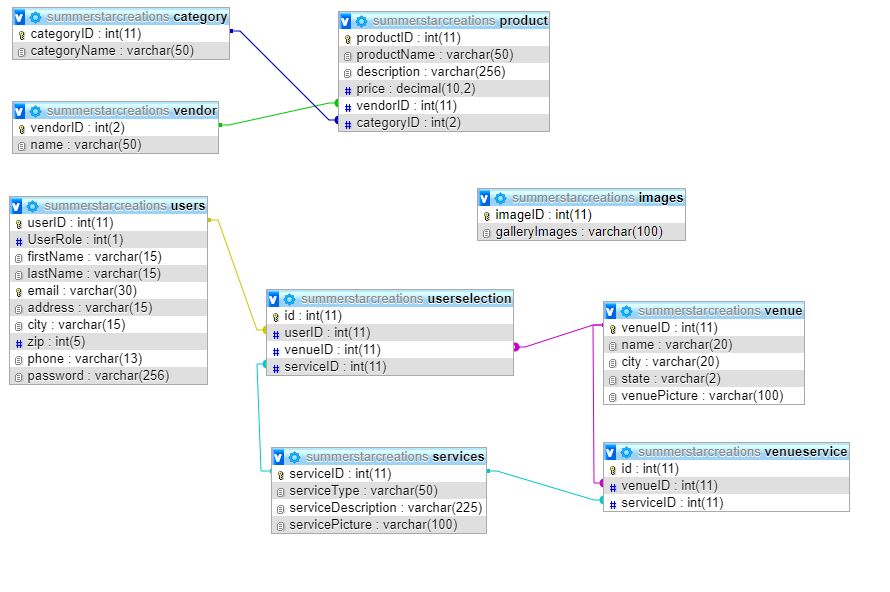 summerstarcreations category
categoryID : int(11)
categoryName : varchar(50)
summerstarcreations product
productID : int(11)
productName : varchar(50)
description : varchar(256)
price : decimal(10,2)
vendorID : int(11)
categoryID : int(2)
summerstarcreations vendor
vendorID : int(2)
name : varchar(50)
summerstarcreations users
userID : int(11)
UserRole : int(1)
firstName : varchar(15)
lastName : varchar(15)
email : varchar(30)
address : varchar(15)
city : varchar(15)
zip : int(5)
phone : varchar(13)
password : varchar(256)
summerstarcreations images
imageID : int(11)
galleryImages : varchar(100)
summerstarcreations userselection
id : int(11)
userID : int(11)
venueID : int(11)
serviceID : int(11)
summerstarcreations venue
venueID : int(11)
name : varchar(20)
city : varchar(20)
state : varchar(2)
venuePicture : varchar(100)
summerstarcreations services
serviceID : int(11)
serviceType : varchar(50)
serviceDescription : varchar(225)
servicePicture : varchar(100)
summerstarcreations venueservice
id : int(11)
venueID : int(11)
serviceID : int(11)